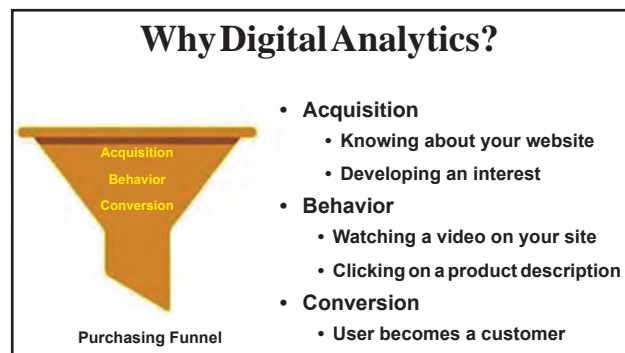 Why Digital Analytics?
Acquisition
Behavior
Conversion
Purchasing Funnel
• Acquisition
• Knowing about your website
• Developing an interest
• Behavior
• Watching a video on your site
• Clicking on a product description
• Conversion
• User becomes a customer